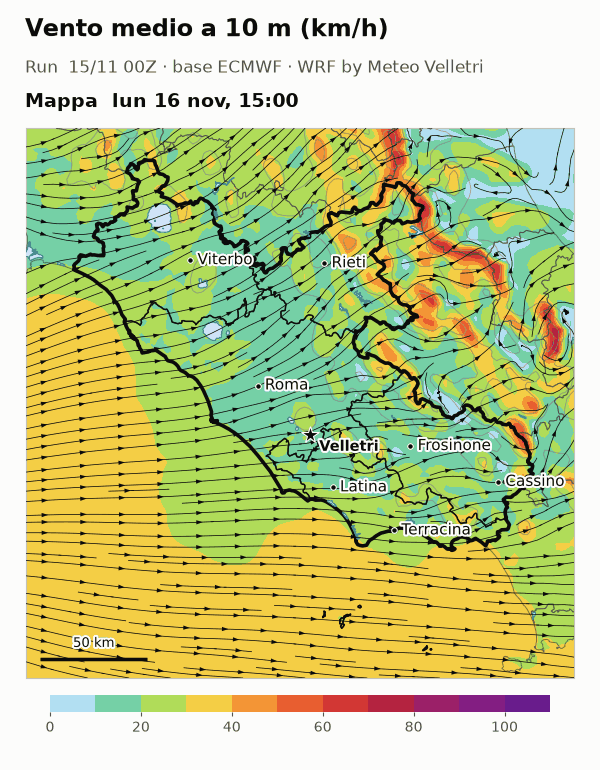 Vento medio a 10 m (km/h)
Run  15/11 00Z · base ECMWF · WRF by Meteo Velletri
Mappa  lun 16 nov, 15:00
Viterbo
Rieti
Roma
Velletri
Frosinone
Latina
Cassino
Terracina
50 km
0 20 40 60 80 100